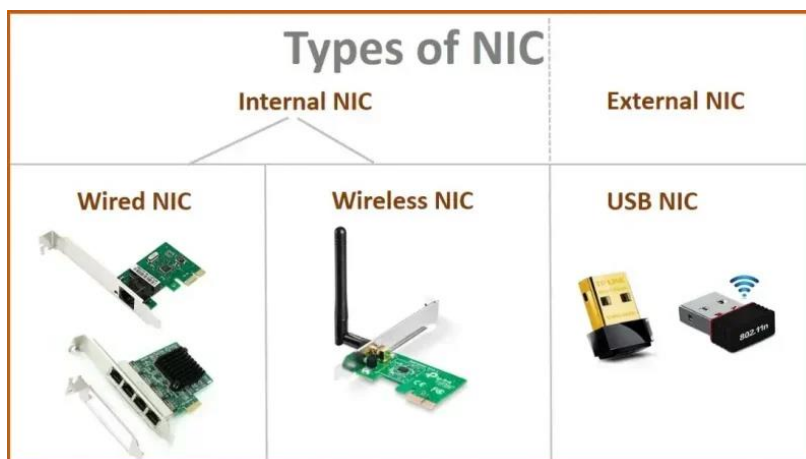 Types of NIC
Internal NIC
External NIC
Wired NIC
Wireless NIC
USB NIC
802.11n